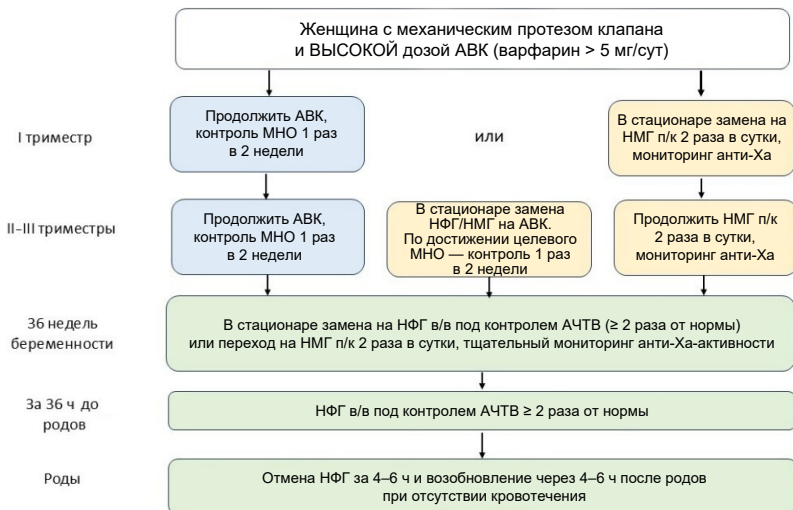 Женщина с механическим протезом клапана
и ВЫСОКОЙ дозой АВК (варфарин > 5 мг/сут)
I триместр
Продолжить АВК,
контроль МНО 1 раз
в 2 недели
или
В стационаре замена на
НМГ п/к 2 раза в сутки,
мониторинг анти-Xa
II–III триместры
Продолжить АВК,
контроль МНО 1 раз
в 2 недели
В стационаре замена
НФГ/НМГ на АВК.
По достижении целевого
МНО — контроль 1 раз
в 2 недели
Продолжить НМГ п/к
2 раза в сутки,
мониторинг анти-Xa
36 недель
беременности
В стационаре замена на НФГ в/в под контролем АЧТВ (≥ 2 раза от нормы)
или переход на НМГ п/к 2 раза в сутки, тщательный мониторинг анти-Xa-активности
За 36 ч до
родов
НФГ в/в под контролем АЧТВ ≥ 2 раза от нормы
Роды
Отмена НФГ за 4–6 ч и возобновление через 4–6 ч после родов
при отсутствии кровотечения